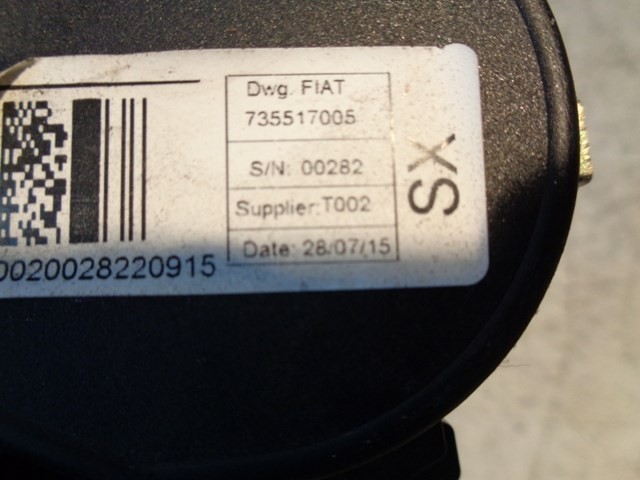 Dwg. FIAT
735517005
S/N: 00282
Supplier:T002
Date: 28/07/15
SX
0020028220915